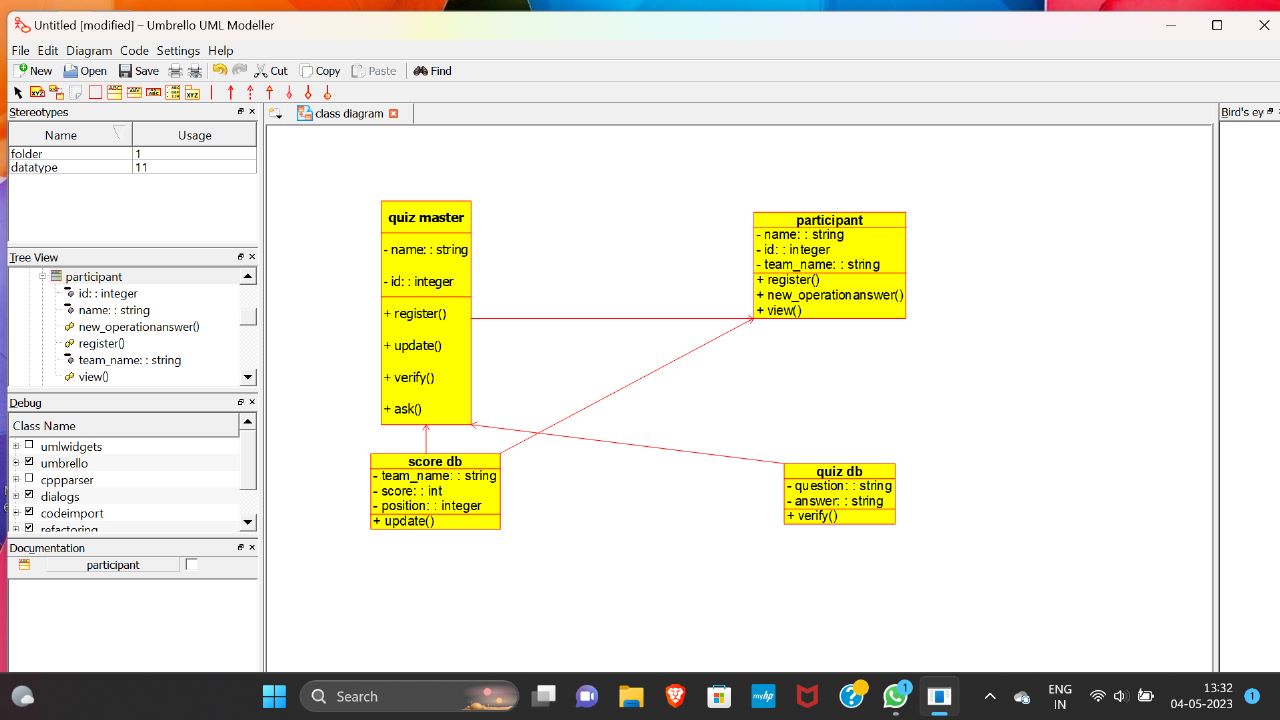 Untitled [modified] – Umbrello UML Modeller
File Edit Diagram Code Settings Help
New Open Save Cut Copy Paste Find
Stereotypes
Name Usage
folder 1
datatype 11
Tree View
participant
id: : integer
name: : string
new_operationanswer()
register()
team_name: : string
view()
Debug
Class Name
umlwidgets
umbrello
cppparser
dialogs
codeimport
refactoring
Documentation
participant
class diagram
Bird's ey
quiz master
- name: : string
- id: : integer
+ register()
+ update()
+ verify()
+ ask()
participant
- name: : string
- id: : integer
- team_name: : string
+ register()
+ new_operationanswer()
+ view()
score db
- team_name: : string
- score: : int
- position: : integer
+ update()
quiz db
- question: : string
- answer: : string
+ verify()
Search
myhp
1
ENG
IN
13:32
04-05-2023
1